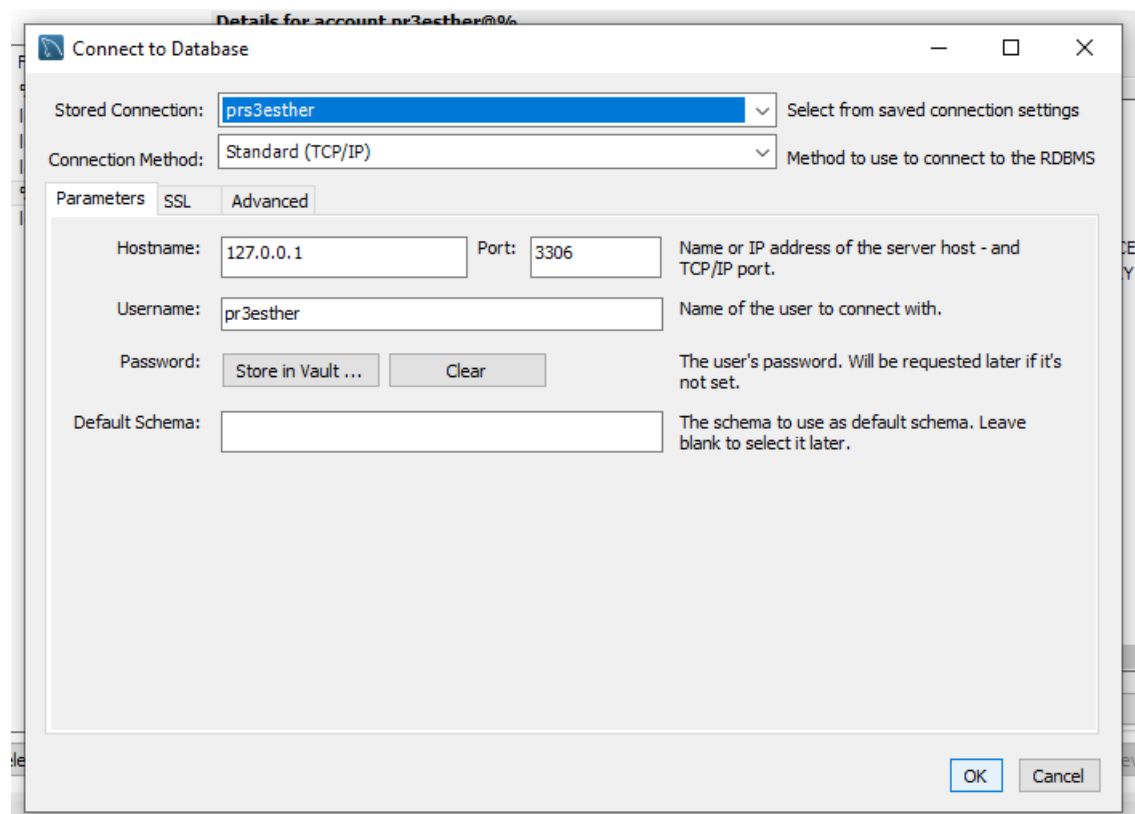 Details for account pr3esther@%
Connect to Database
Stored Connection: prs3esther Select from saved connection settings
Connection Method: Standard (TCP/IP) Method to use to connect to the RDBMS
Parameters SSL Advanced
Hostname: 127.0.0.1 Port: 3306 Name or IP address of the server host - and
TCP/IP port.
Username: pr3esther Name of the user to connect with.
Password: Store in Vault ... Clear The user's password. Will be requested later if it's
not set.
Default Schema: The schema to use as default schema. Leave
blank to select it later.
OK Cancel